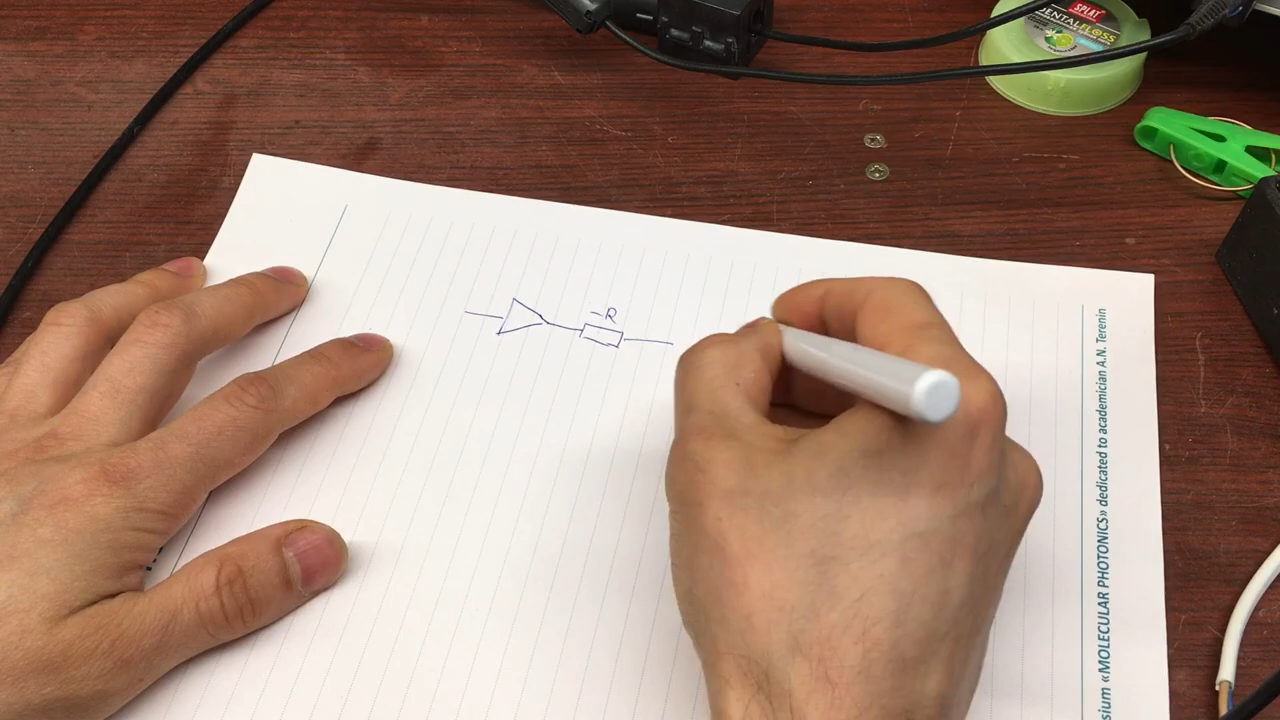 SPLAT
DENTALFLOSS
-R
sium «MOLECULAR PHOTONICS» dedicated to academician A.N. Terenin